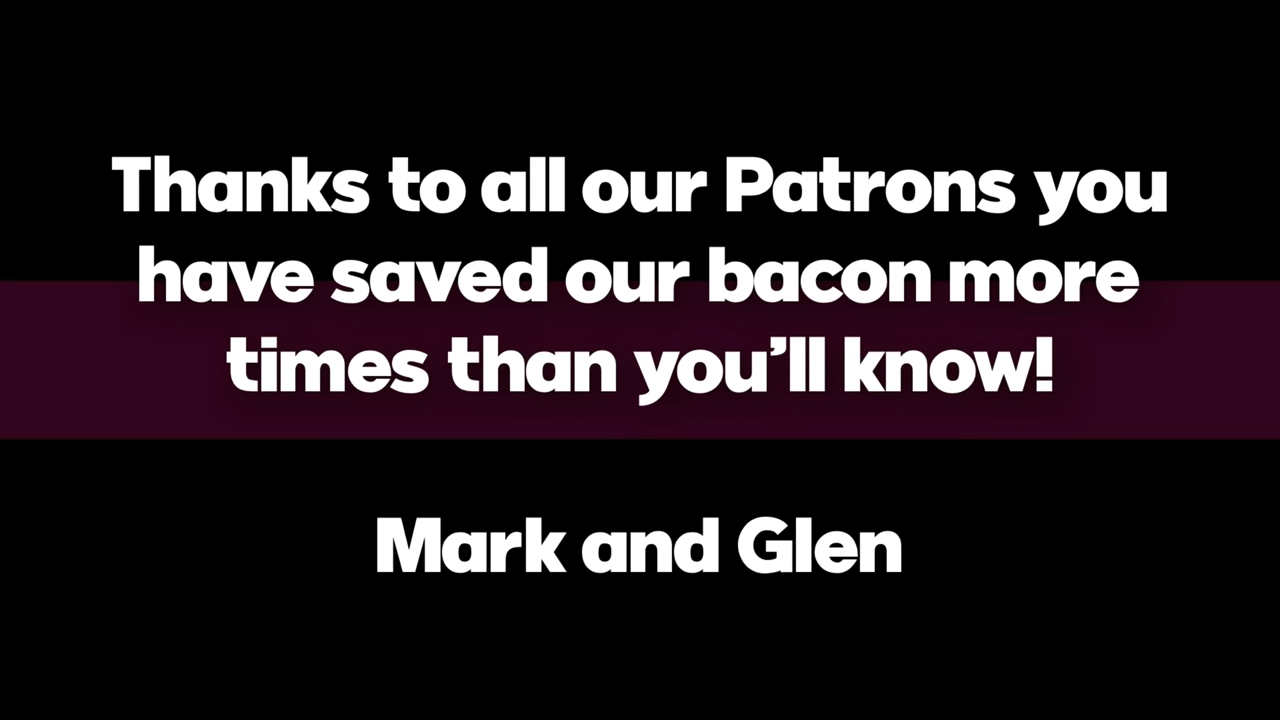 Thanks to all our Patrons you
have saved our bacon more
times than you’ll know!
Mark and Glen